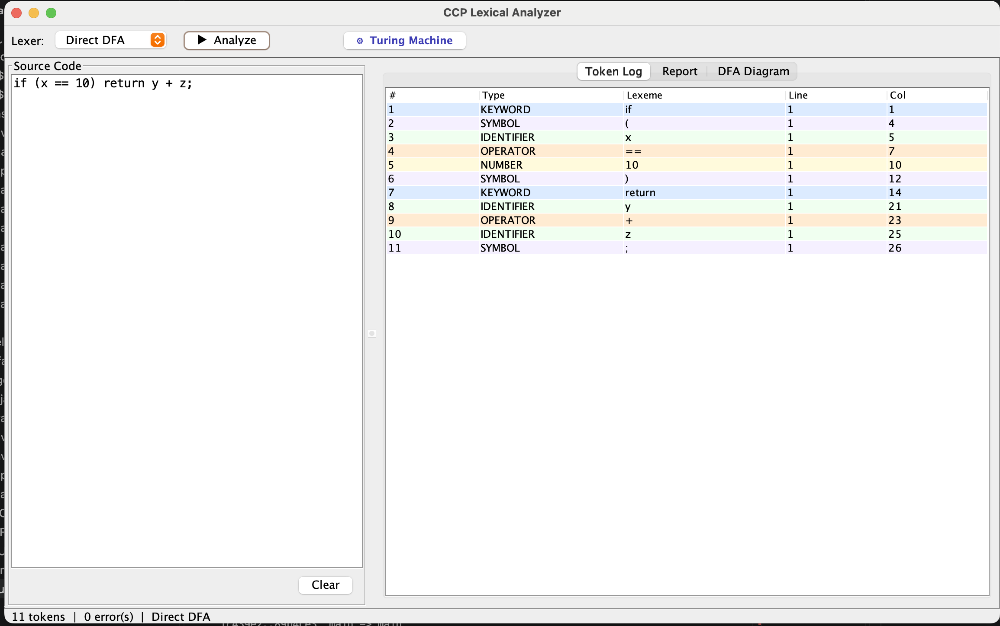 CCP Lexical Analyzer
Lexer: Direct DFA ▶ Analyze ⚙ Turing Machine
Source Code
if (x == 10) return y + z;
Clear
Token Log Report DFA Diagram
# Type Lexeme Line Col
1 KEYWORD if 1 1
2 SYMBOL ( 1 4
3 IDENTIFIER x 1 5
4 OPERATOR == 1 7
5 NUMBER 10 1 10
6 SYMBOL ) 1 12
7 KEYWORD return 1 14
8 IDENTIFIER y 1 21
9 OPERATOR + 1 23
10 IDENTIFIER z 1 25
11 SYMBOL ; 1 26
11 tokens | 0 error(s) | Direct DFA